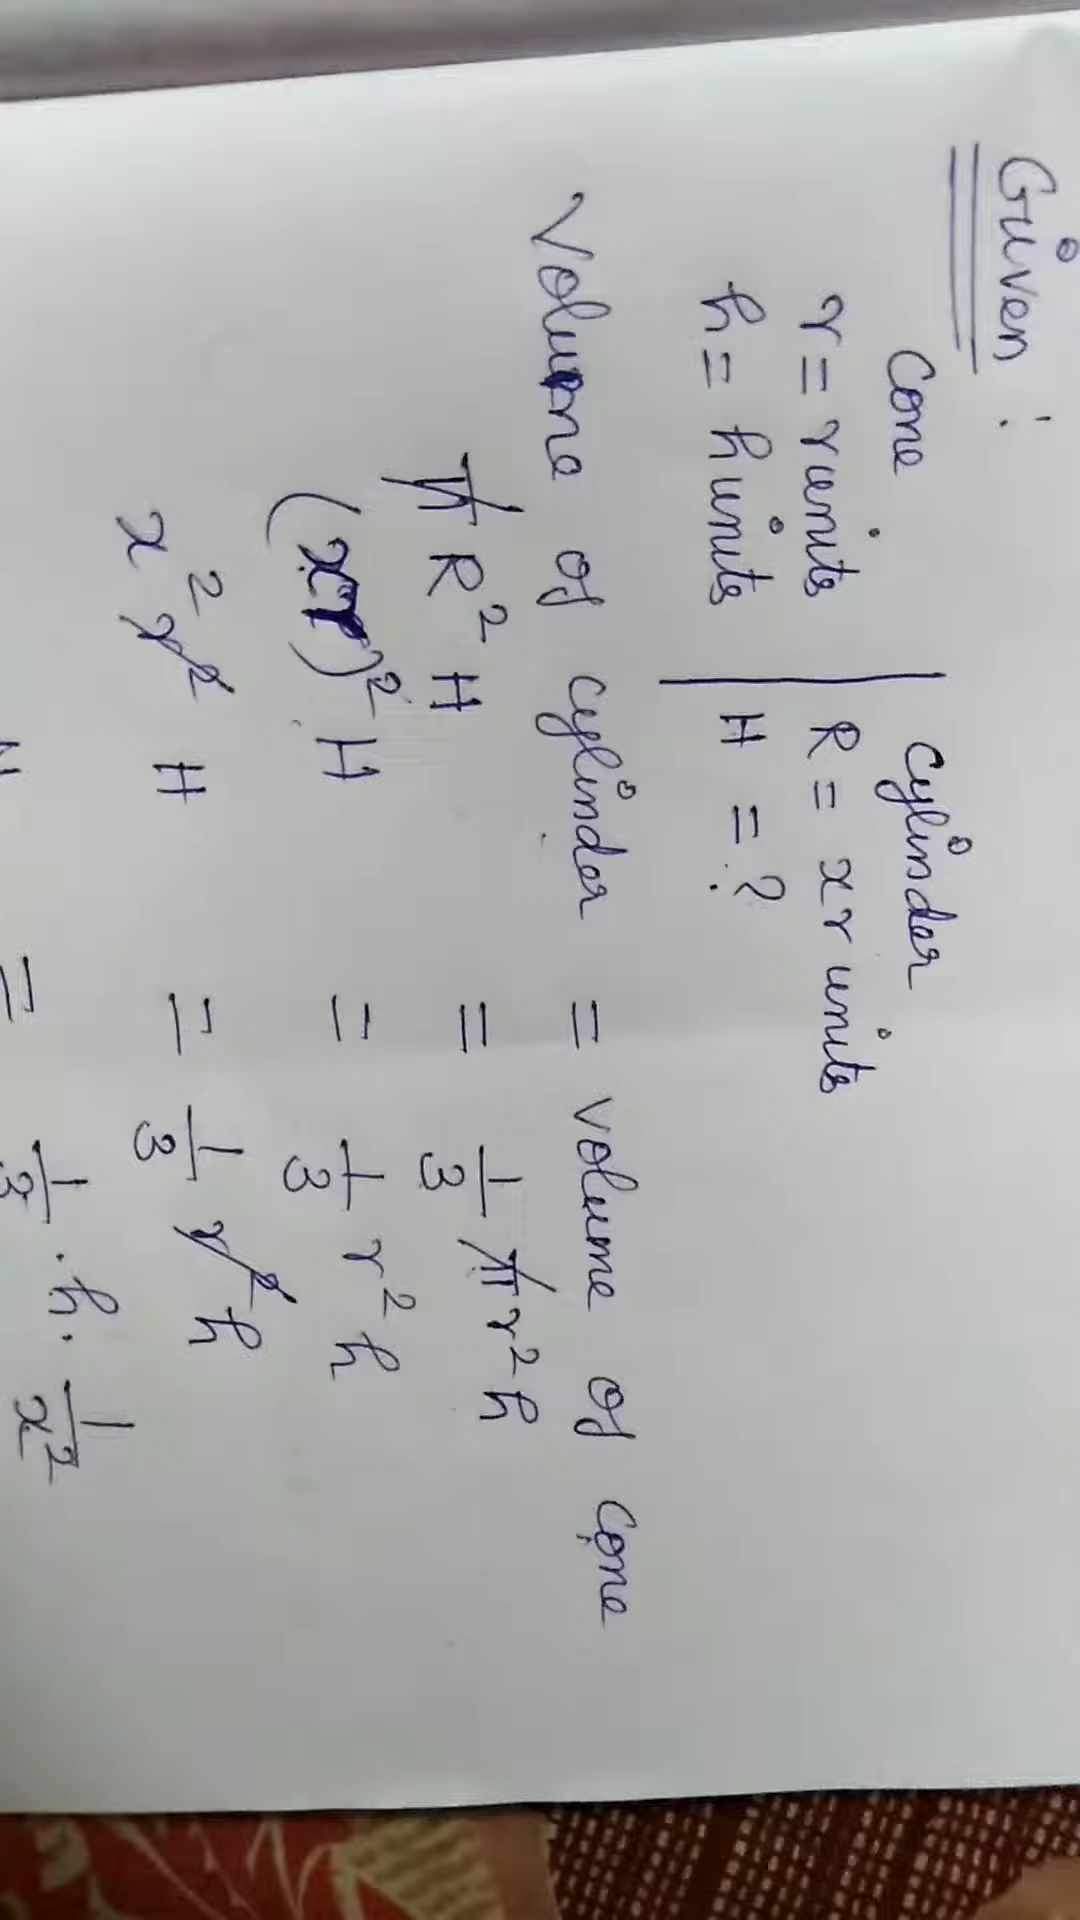 Given :
Cone | Cylinder
r = r units | R = xr units
h = h units | H = ?
Volume of cylinder = volume of cone
π R² H = 1/3 π r² h
(xr)² H = 1/3 r² h
x² r² H = 1/3 r² h
H = 1/3 . h . 1/x²